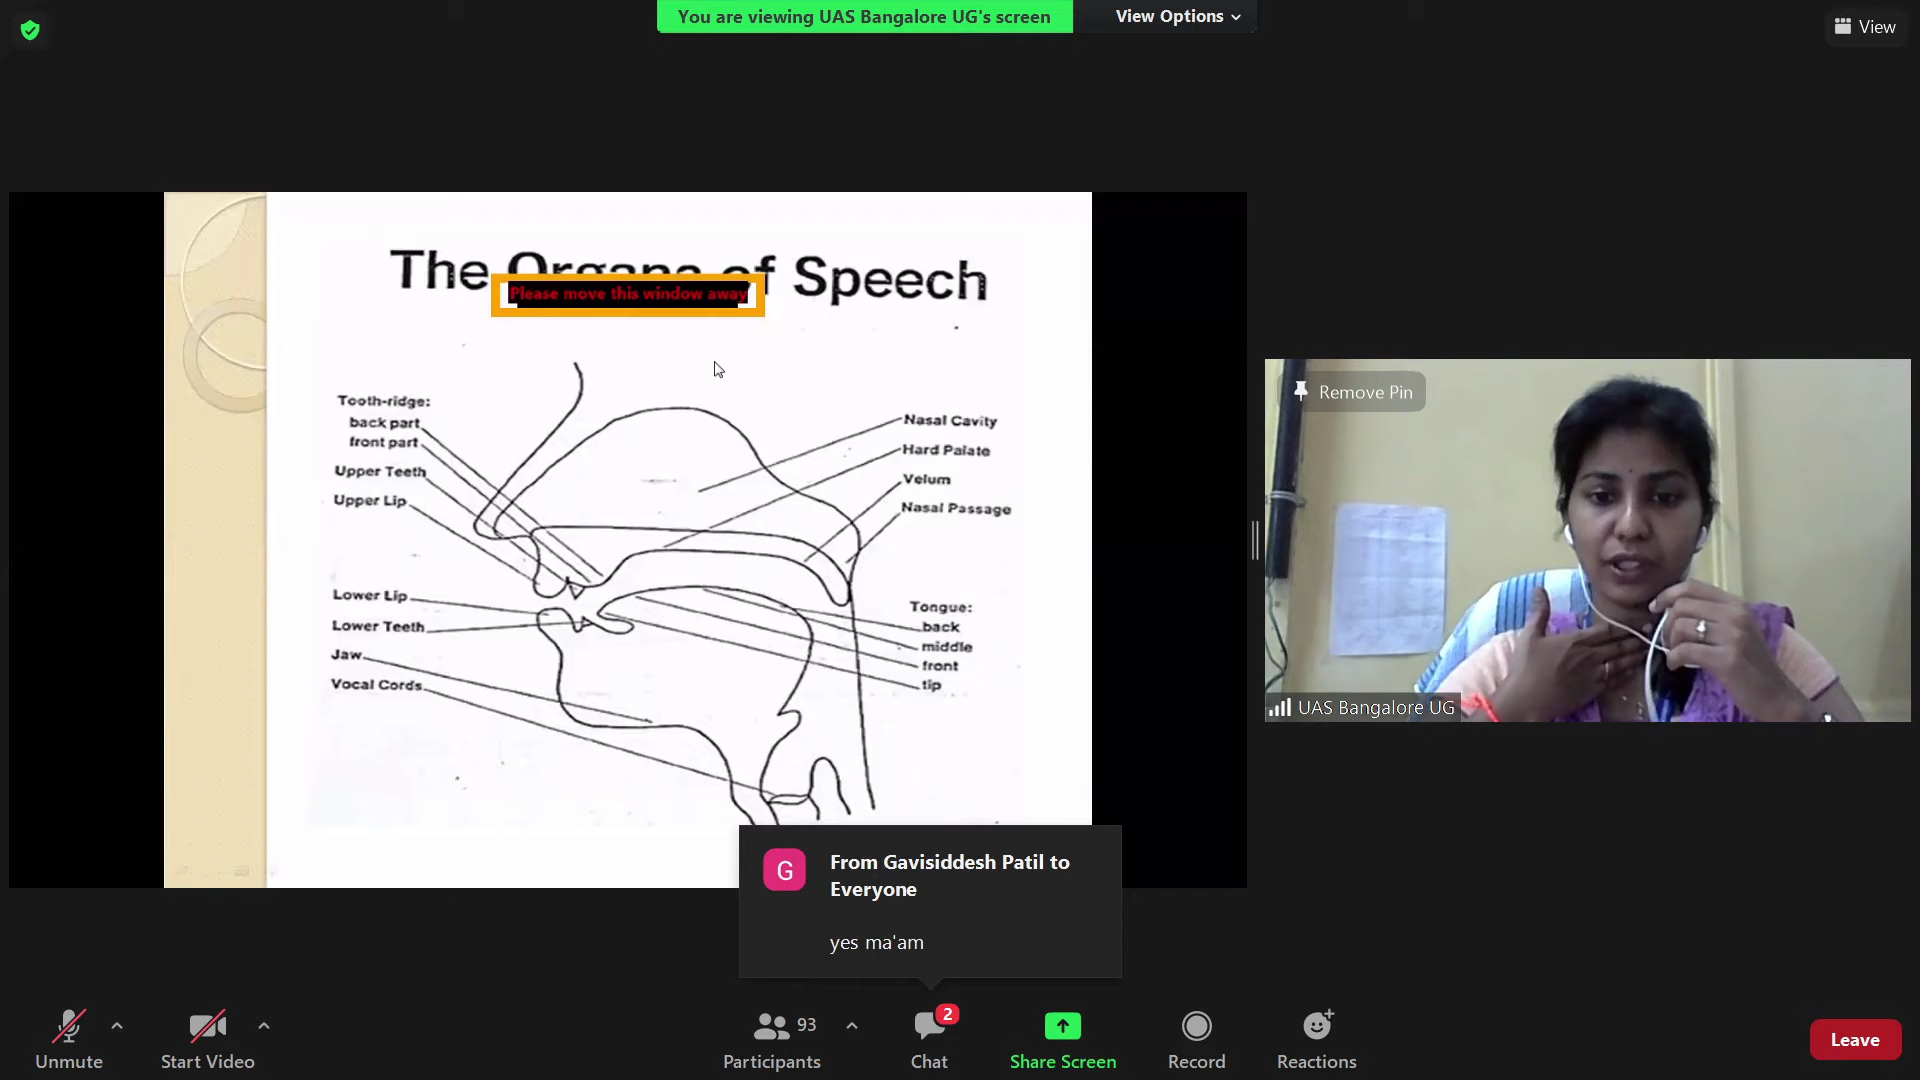 You are viewing UAS Bangalore UG's screen
View Options
View
The Organs of Speech
Please move this window away
Tooth-ridge:
back part
front part
Upper Teeth
Upper Lip
Lower Lip
Lower Teeth
Jaw
Vocal Cords
Nasal Cavity
Hard Palate
Velum
Nasal Passage
Tongue:
back
middle
front
tip
Remove Pin
UAS Bangalore UG
G
From Gavisiddesh Patil to
Everyone
yes ma'am
Unmute
Start Video
93
Participants
2
Chat
Share Screen
Record
Reactions
Leave